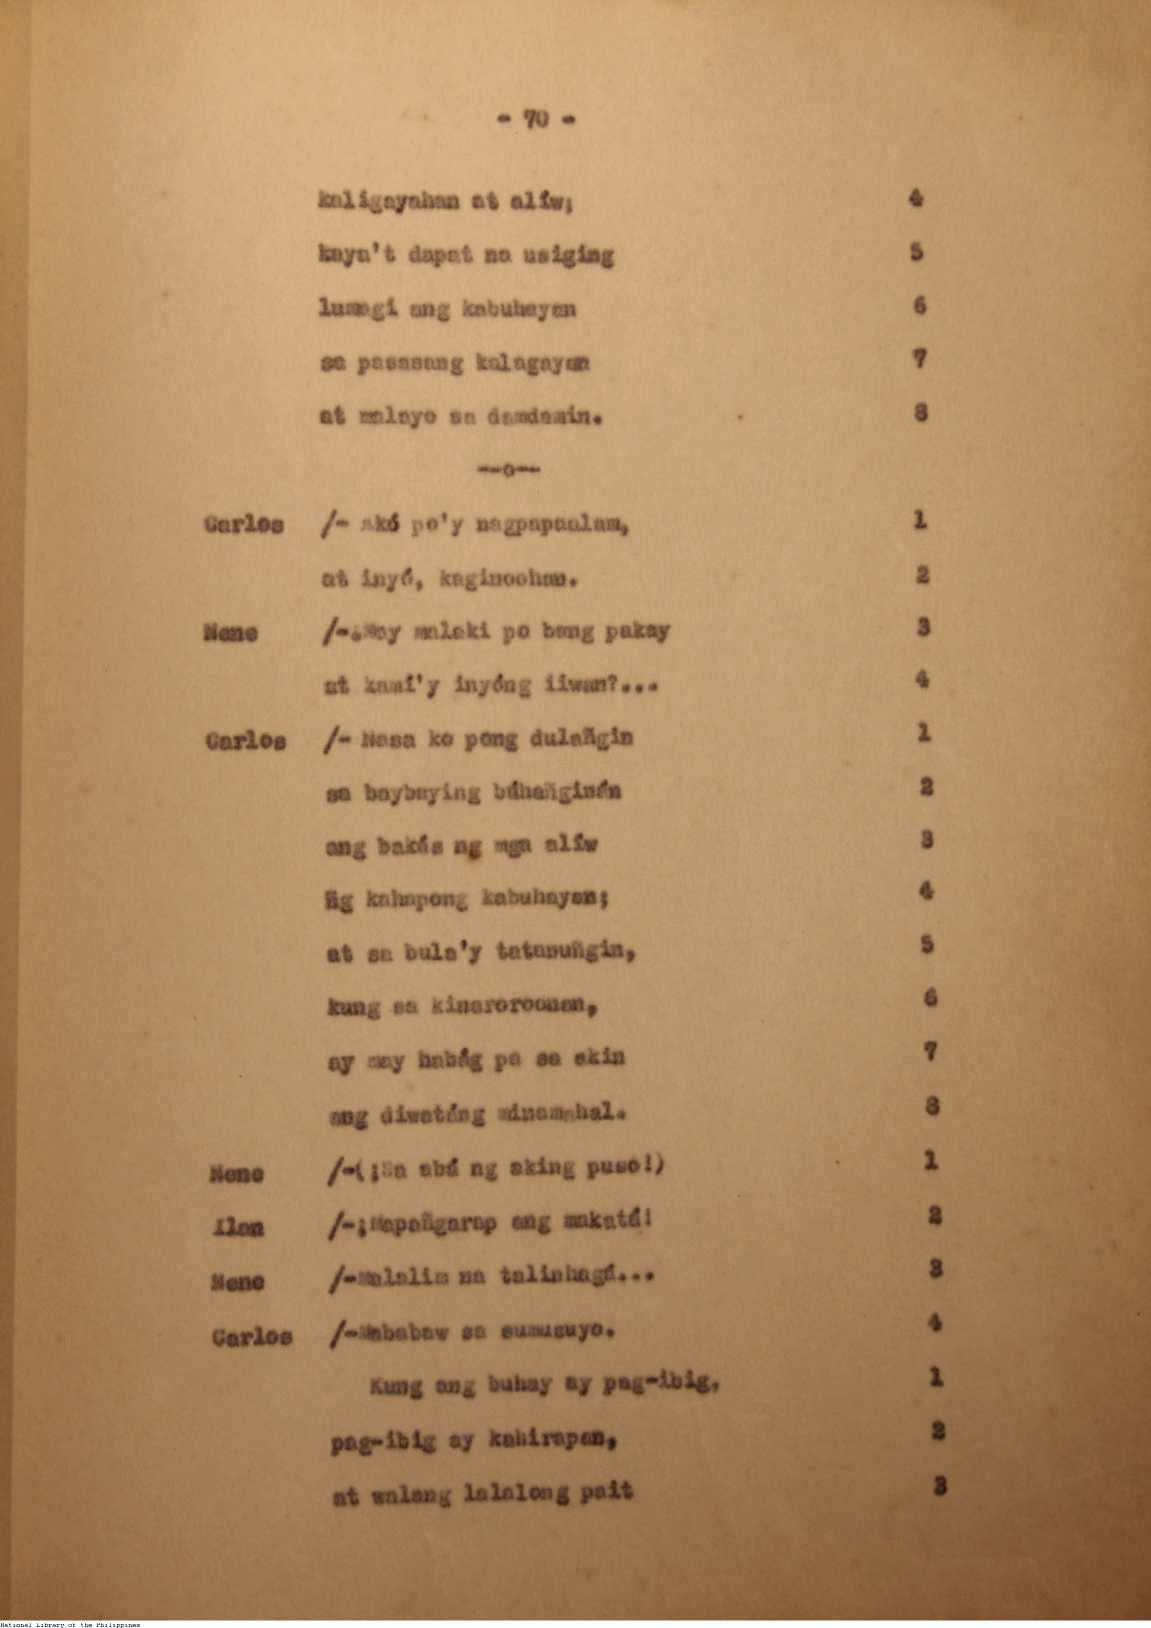 - 70 -
kaligayahan at alíw; 4
kaya't dapat na usiging 5
lumagi ang kabuhayan 6
sa pasasang kalagayan 7
at malayo sa damdamin. 8
--o--
Carlos /- Akó po'y nagpapaalam, 1
at inyó, kaginoohan. 2
Nene /-¿May malaki po bang pakay 3
at kamí'y inyóng iiwan?... 4
Carlos /- Nasa ko pong dulañgin 1
sa baybaying búhañginán 2
ang bakás ng mga alíw 3
ñg kahapong kabuhayan; 4
at sa bula'y tatanuñgin, 5
kung sa kinaroroonan, 6
ay may habág pa sa akin 7
ang diwatáng minamahal. 8
Nene /-(¡Sa abá ng aking puso!) 1
Ilan /-¡Mapañgarap ang makatá! 2
Nene /-Malalim na talinhagá... 3
Carlos /-Mababaw sa sumusuyo. 4
Kung ang buhay ay pag-ibig, 1
pag-ibig ay kahirapan, 2
at walang lalalong pait 3
National Library of the Philippines